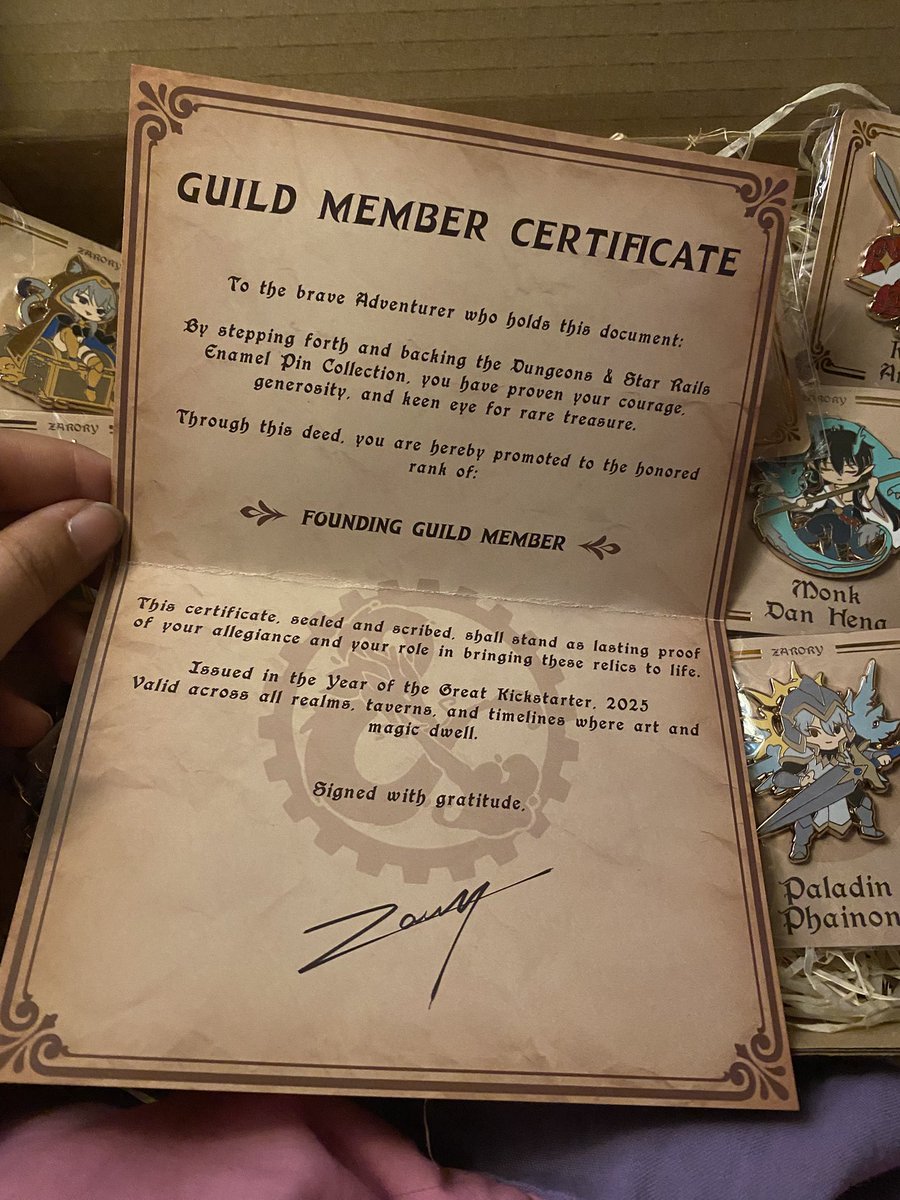 GUILD MEMBER CERTIFICATE
To the brave Adventurer who holds this document:
By stepping forth and backing the Dungeons & Star Rails
Enamel Pin Collection, you have proven your courage,
generosity, and keen eye for rare treasure.
Through this deed, you are hereby promoted to the honored
rank of:
FOUNDING GUILD MEMBER
This certificate, sealed and scribed, shall stand as lasting proof
of your allegiance and your role in bringing these relics to life.
Issued in the Year of the Great Kickstarter, 2025
Valid across all realms, taverns, and timelines where art and
magic dwell.
Signed with gratitude,
Zarory
ZARORY
ZARORY
ZARORY
Monk
Dan Heng
ZARORY
Paladin
Phainon